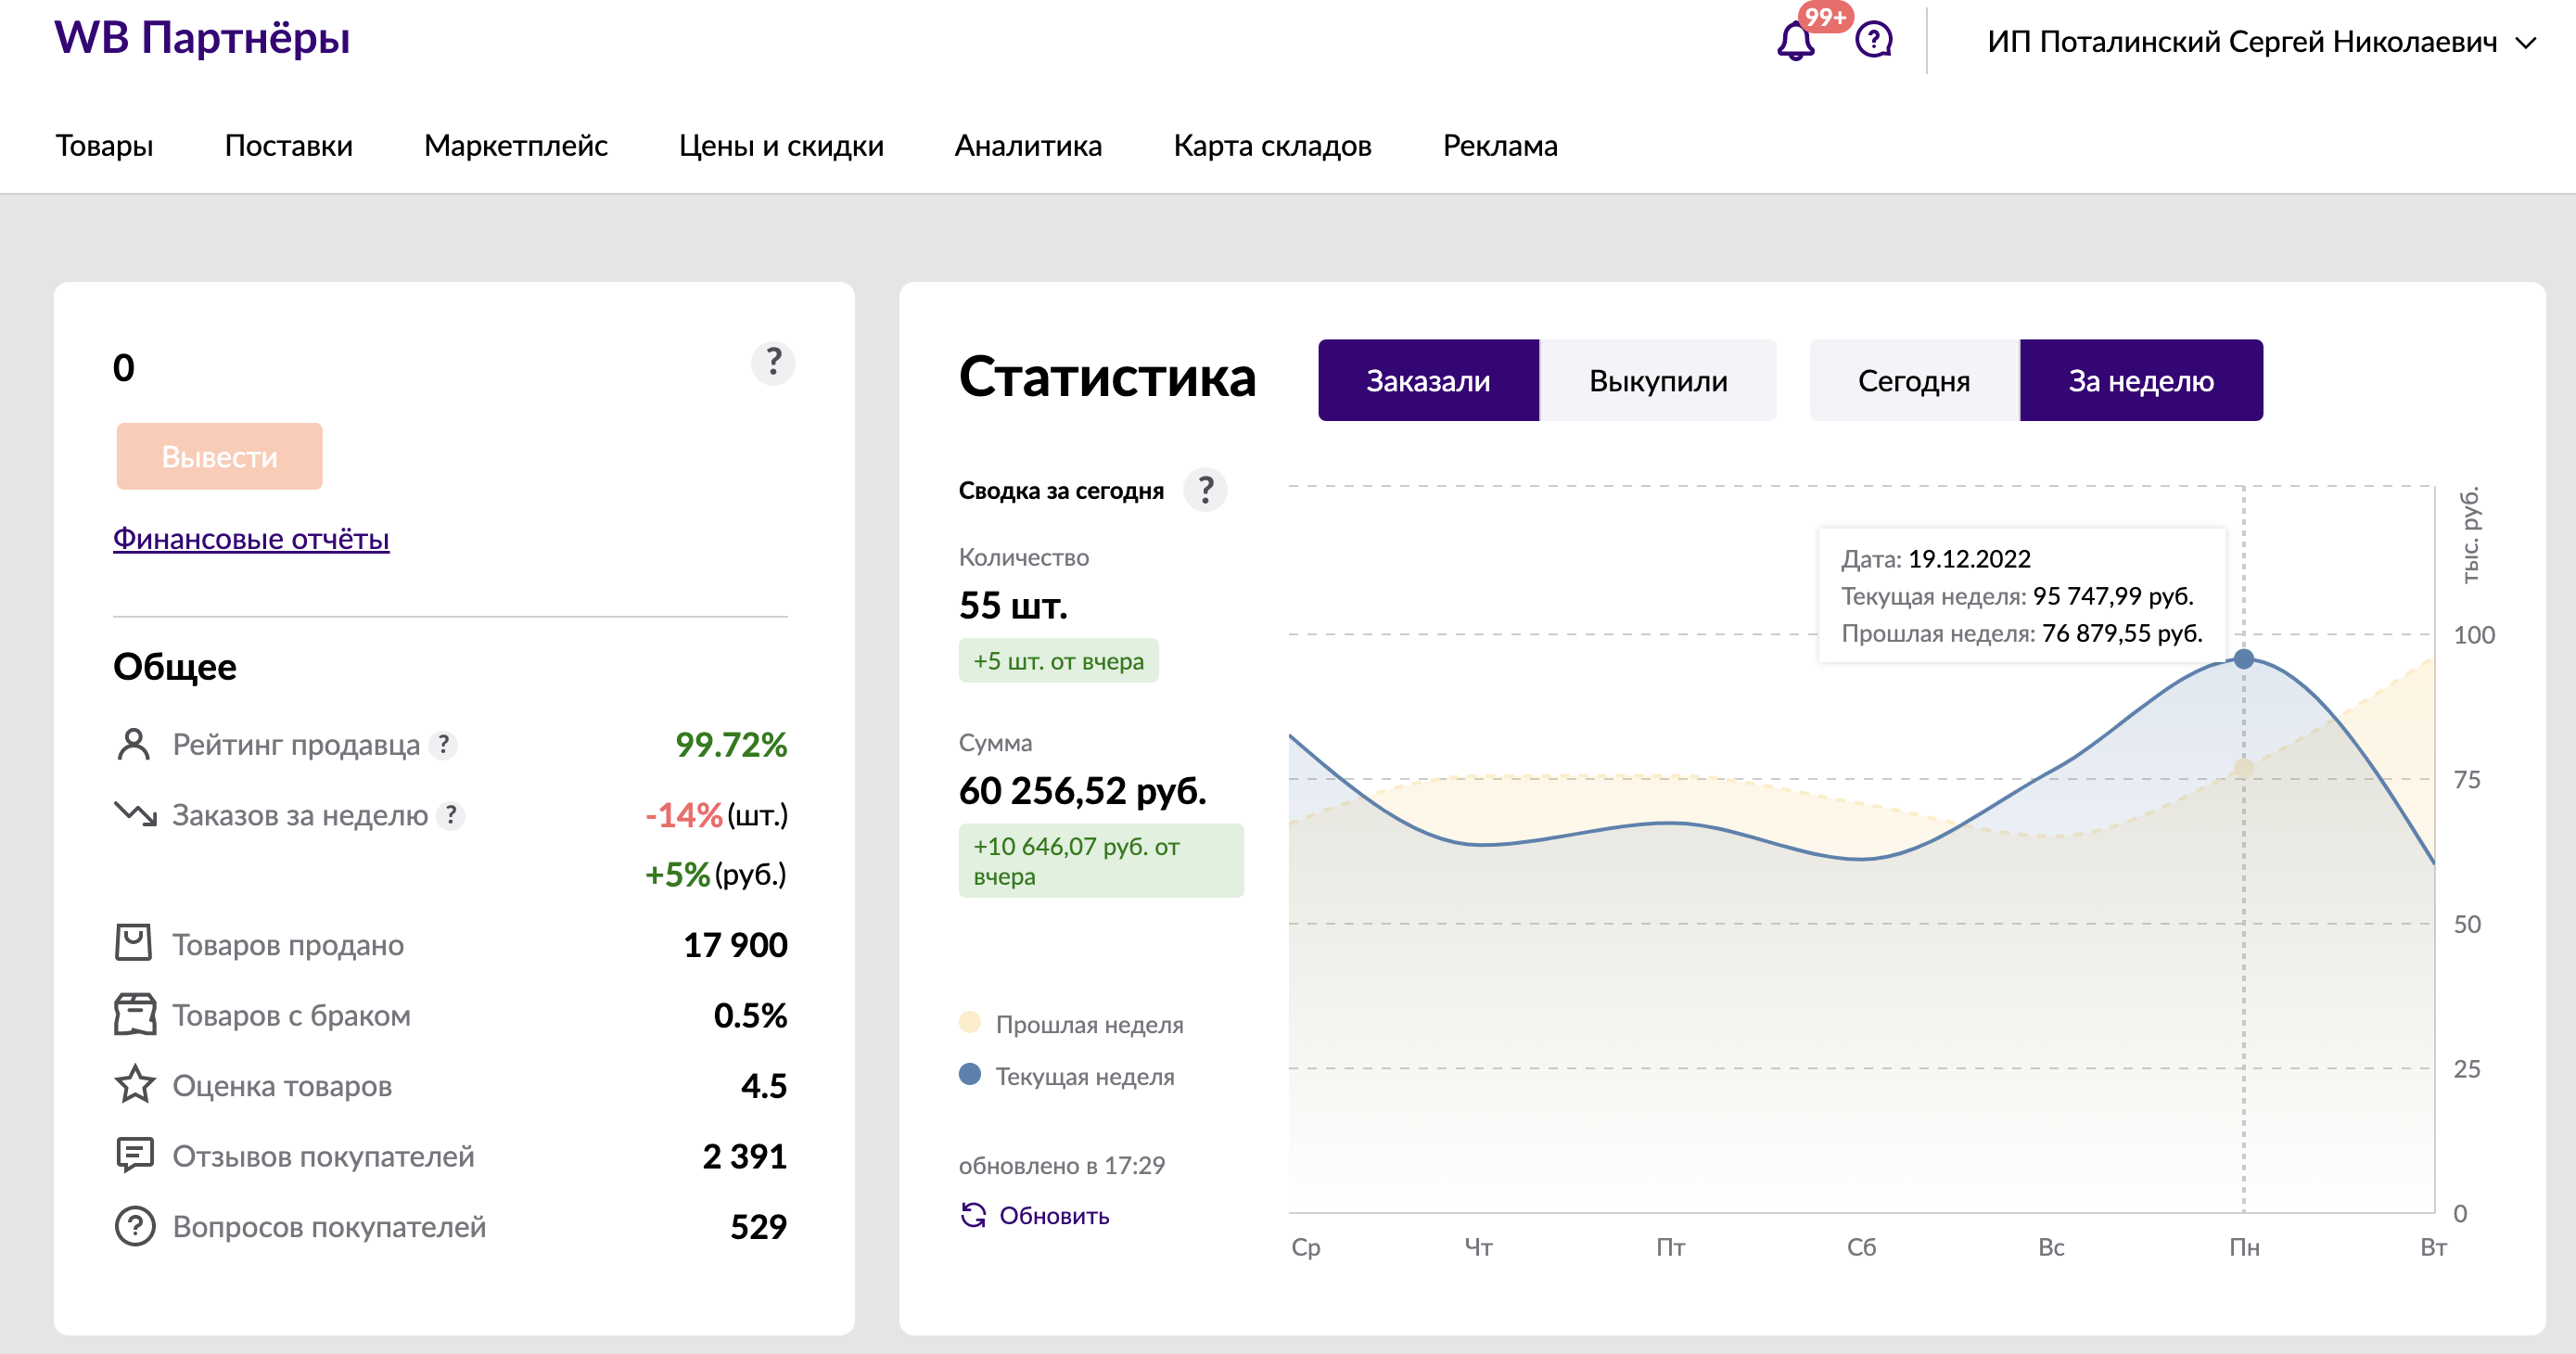 WB Партнёры
99+
?
ИП Поталинский Сергей Николаевич
Товары
Поставки
Маркетплейс
Цены и скидки
Аналитика
Карта складов
Реклама
0
?
Вывести
Финансовые отчёты
Общее
Рейтинг продавца ? 99.72%
Заказов за неделю ? -14% (шт.)
+5% (руб.)
Товаров продано 17 900
Товаров с браком 0.5%
Оценка товаров 4.5
Отзывов покупателей 2 391
? Вопросов покупателей 529
Статистика
Заказали
Выкупили
Сегодня
За неделю
Сводка за сегодня ?
Количество
55 шт.
+5 шт. от вчера
Сумма
60 256,52 руб.
+10 646,07 руб. от
вчера
Прошлая неделя
Текущая неделя
обновлено в 17:29
Обновить
Дата: 19.12.2022
Текущая неделя: 95 747,99 руб.
Прошлая неделя: 76 879,55 руб.
тыс. руб.
100
75
50
25
0
Ср
Чт
Пт
Сб
Вс
Пн
Вт